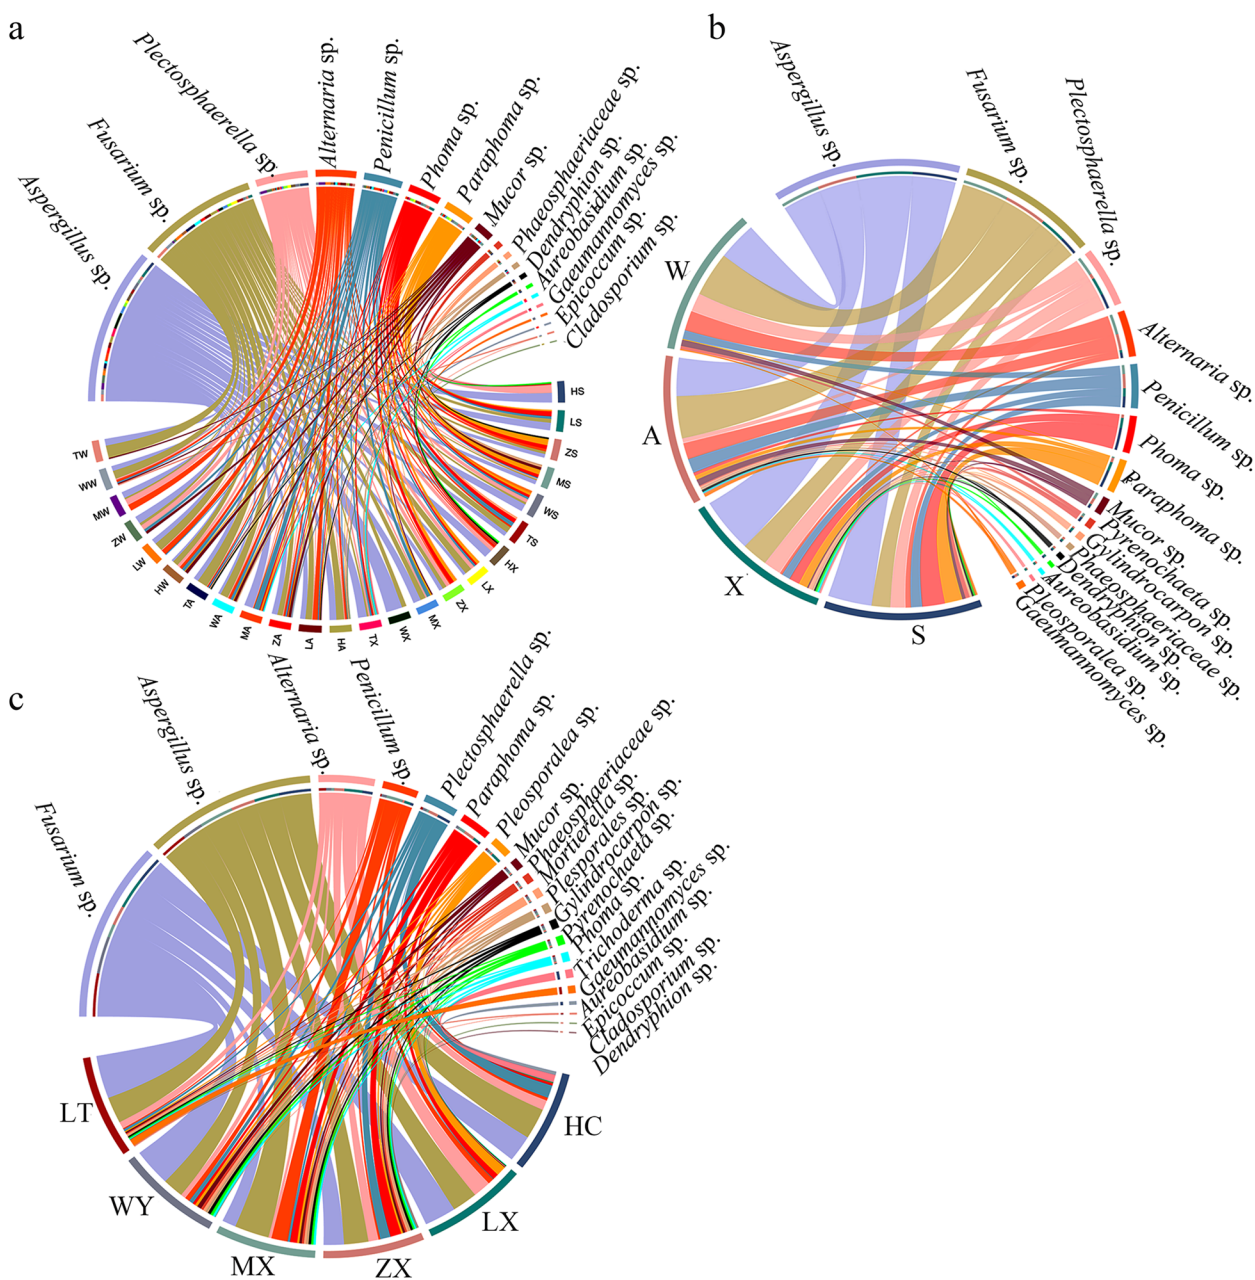 a
Aspergillus sp.
Fusarium sp.
Plectosphaerella sp.
Alternaria sp.
Penicillum sp.
Phoma sp.
Paraphoma sp.
Mucor sp.
Phaeosphaeriaceae sp.
Dendryphion sp.
Aureobasidium sp.
Gaeumannomyces sp.
Epicoccum sp.
Cladosporium sp.
HS
LS
ZS
MS
WS
TS
HX
LX
ZX
MX
WX
TX
HA
LA
ZA
MA
WA
TA
HW
LW
ZW
MW
WW
TW
b
Aspergillus sp.
Fusarium sp.
Plectosphaerella sp.
Alternaria sp.
Penicillum sp.
Phoma sp.
Paraphoma sp.
Mucor sp.
Pyrenochaeta sp.
Gylindrocarpon sp.
Phaeosphaeriaceae sp.
Dendryphion sp.
Aureobasidium sp.
Pleosporalea sp.
Gaeumannomyces sp.
S
X
A
W
c
Fusarium sp.
Aspergillus sp.
Alternaria sp.
Penicillum sp.
Plectosphaerella sp.
Paraphoma sp.
Pleosporalea sp.
Mucor sp.
Phaeosphaeriaceae sp.
Mortierella sp.
Plesporales sp.
Gylindrocarpon sp.
Pyrenochaeta sp.
Phoma sp.
Trichoderma sp.
Gaeumannomyces sp.
Aureobasidium sp.
Epicoccum sp.
Cladosporium sp.
Dendryphion sp.
HC
LX
ZX
MX
WY
LT